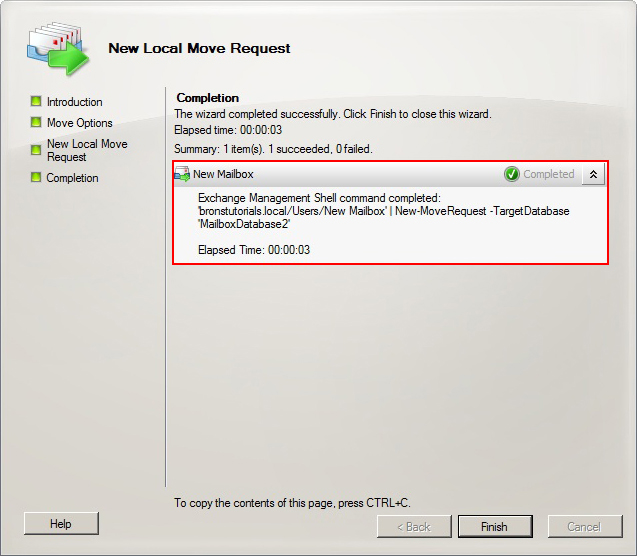 New Local Move Request
Introduction
Move Options
New Local Move
Request
Completion
Completion
The wizard completed successfully. Click Finish to close this wizard.
Elapsed time: 00:00:03
Summary: 1 item(s). 1 succeeded, 0 failed.
New Mailbox
Completed
Exchange Management Shell command completed:
'bronstutorials.local/Users/New Mailbox' | New-MoveRequest -TargetDatabase
'MailboxDatabase2'
Elapsed Time: 00:00:03
To copy the contents of this page, press CTRL+C.
Help
< Back
Finish
Cancel